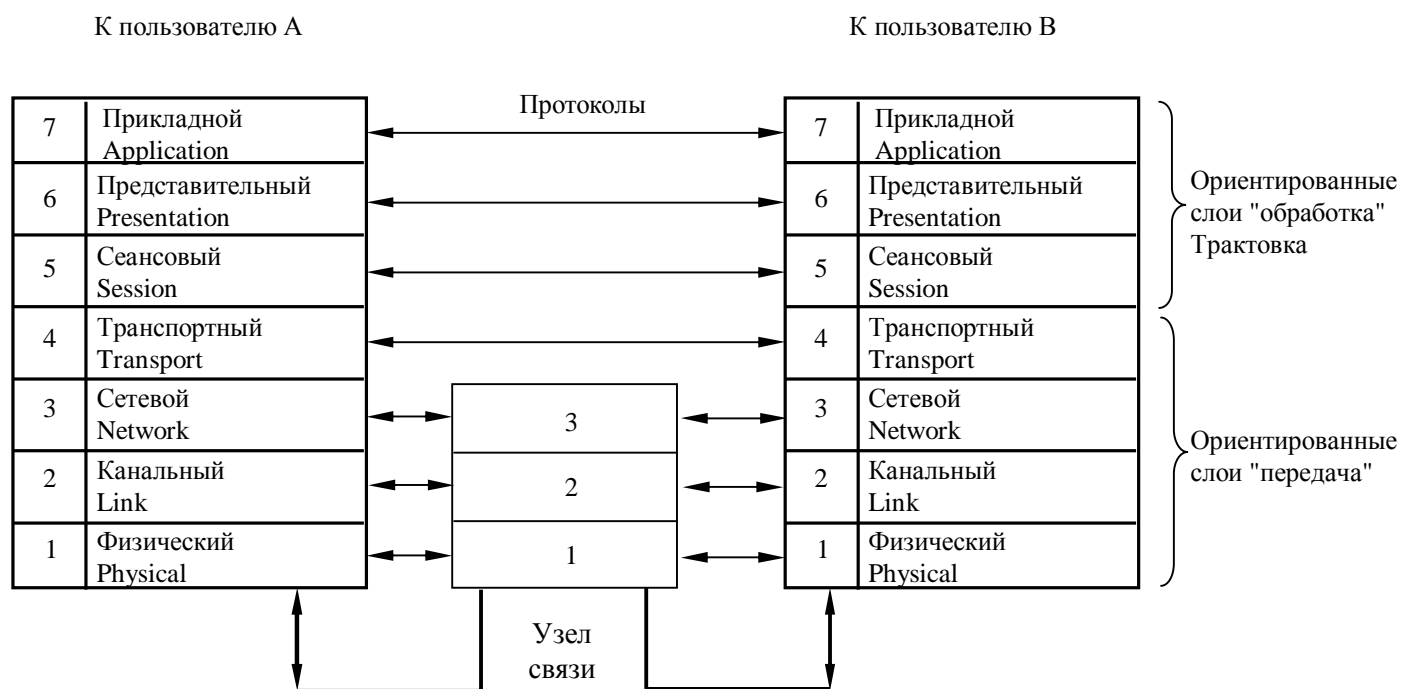 К пользователю А
К пользователю В
Протоколы
7
Прикладной
Application
6
Представительный
Presentation
5
Сеансовый
Session
4
Транспортный
Transport
3
Сетевой
Network
2
Канальный
Link
1
Физический
Physical
3
2
1
Узел
связи
7
Прикладной
Application
6
Представительный
Presentation
5
Сеансовый
Session
4
Транспортный
Transport
3
Сетевой
Network
2
Канальный
Link
1
Физический
Physical
Ориентированные
слои "обработка"
Трактовка
Ориентированные
слои "передача"